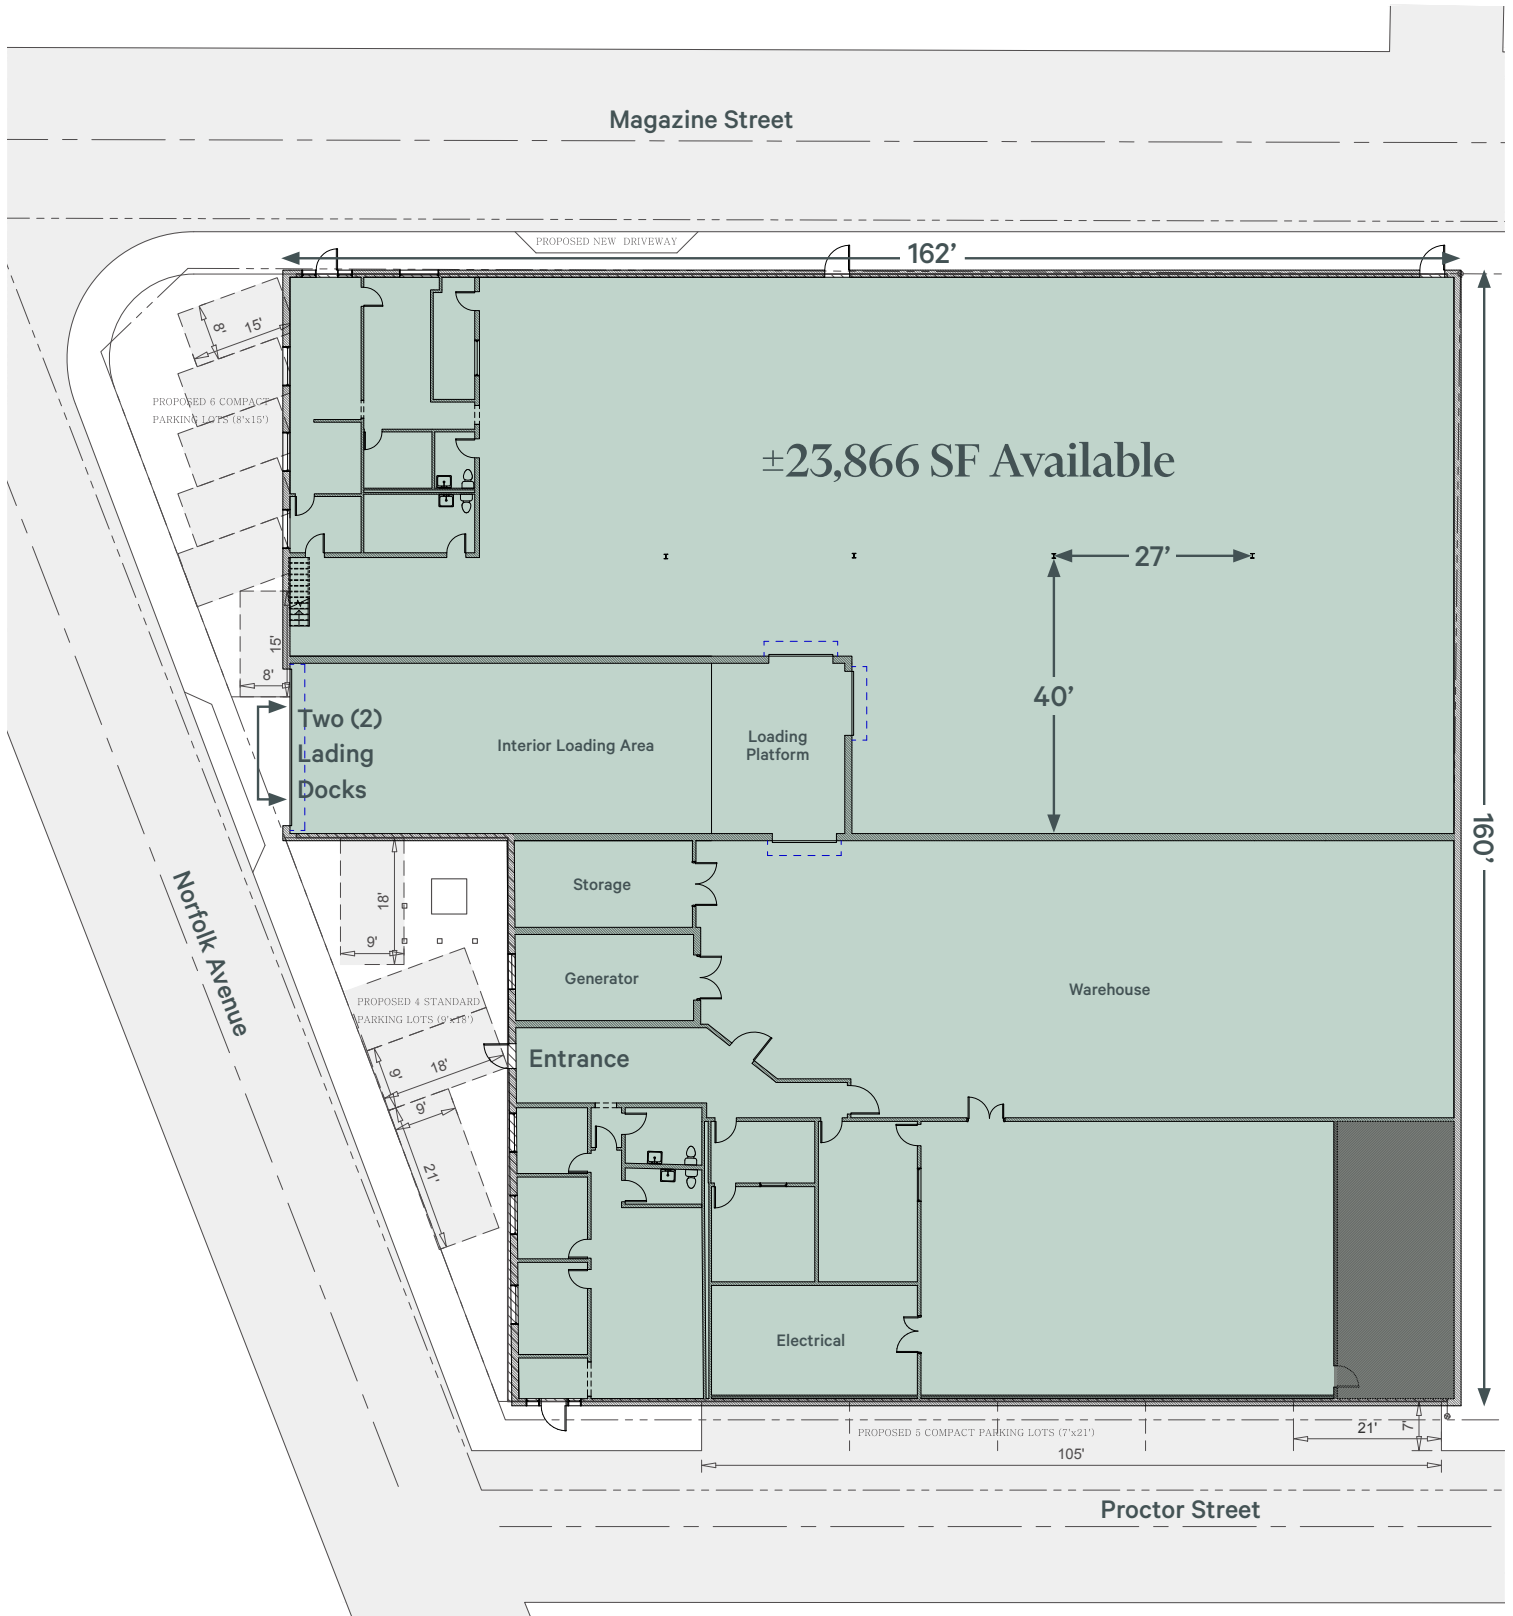 Magazine Street
PROPOSED NEW DRIVEWAY
162’
8'
15'
PROPOSED 6 COMPACT
PARKING LOTS (8'x15')
±23,866 SF Available
27’
15'
8'
40’
Two (2)
Lading
Docks
Interior Loading Area
Loading
Platform
160’
Storage
18'
9'
Norfolk Avenue
Generator
Warehouse
PROPOSED 4 STANDARD
PARKING LOTS (9'x18')
Entrance
9'
18'
9'
21'
Electrical
PROPOSED 5 COMPACT PARKING LOTS (7'x21')
21'
7'
105'
Proctor Street